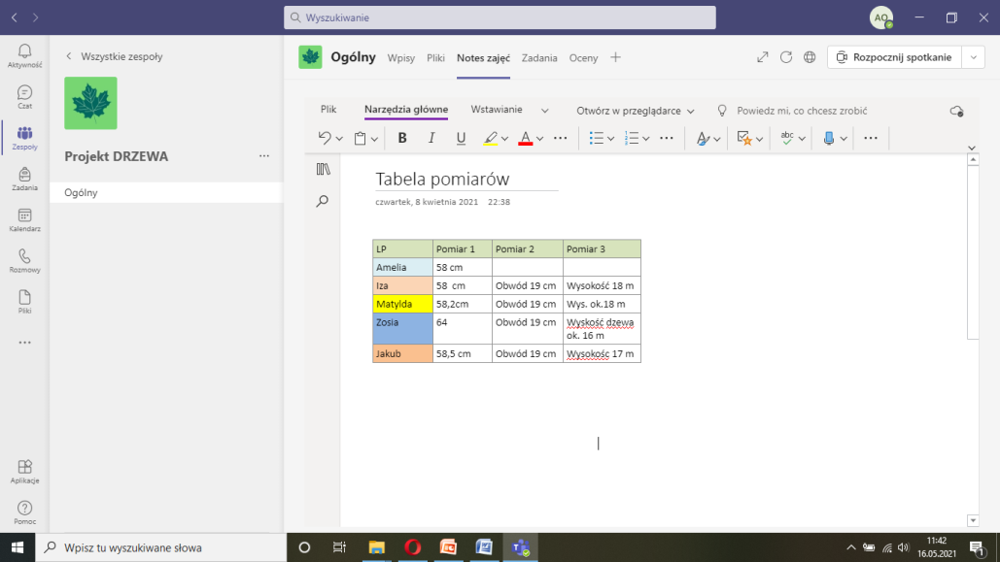 Wyszukiwanie
AO
Aktywność
Czat
Zespoły
Zadania
Kalendarz
Rozmowy
Pliki
Aplikacje
Pomoc
Wszystkie zespoły
Projekt DRZEWA
Ogólny
Ogólny Wpisy Pliki Notes zajęć Zadania Oceny
Rozpocznij spotkanie
Plik Narzędzia główne Wstawianie Otwórz w przeglądarce Powiedz mi, co chcesz zrobić
B I U A abc
Tabela pomiarów
czwartek, 8 kwietnia 2021 22:38
LP Pomiar 1 Pomiar 2 Pomiar 3
Amelia 58 cm
Iza 58 cm Obwód 19 cm Wysokość 18 m
Matylda 58,2cm Obwód 19 cm Wys. ok.18 m
Zosia 64 Obwód 19 cm Wyskość dzewa
ok. 16 m
Jakub 58,5 cm Obwód 19 cm Wysokośc 17 m
Wpisz tu wyszukiwane słowa
11:42
16.05.2021
1